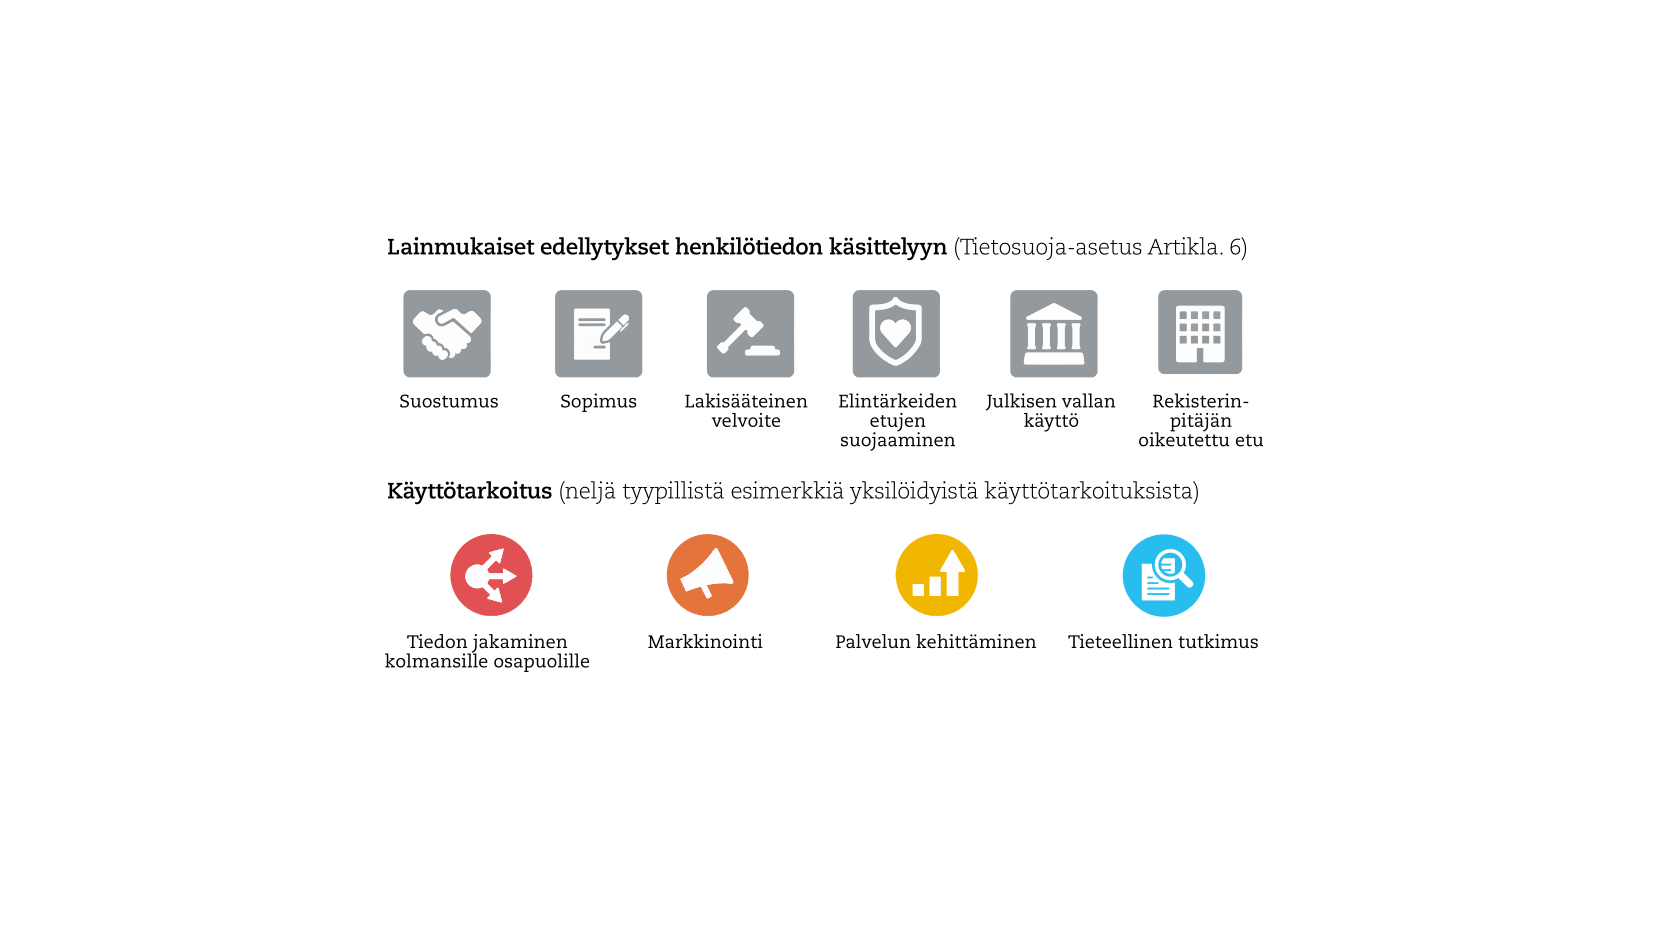 Lainmukaiset edellytykset henkilötiedon käsittelyyn (Tietosuoja-asetus Artikla. 6)
Suostumus
Sopimus
Lakisääteinen
velvoite
Elintärkeiden
etujen
suojaaminen
Julkisen vallan
käyttö
Rekisterin-
pitäjän
oikeutettu etu
Käyttötarkoitus (neljä tyypillistä esimerkkiä yksilöidyistä käyttötarkoituksista)
Tiedon jakaminen
kolmansille osapuolille
Markkinointi
Palvelun kehittäminen
Tieteellinen tutkimus